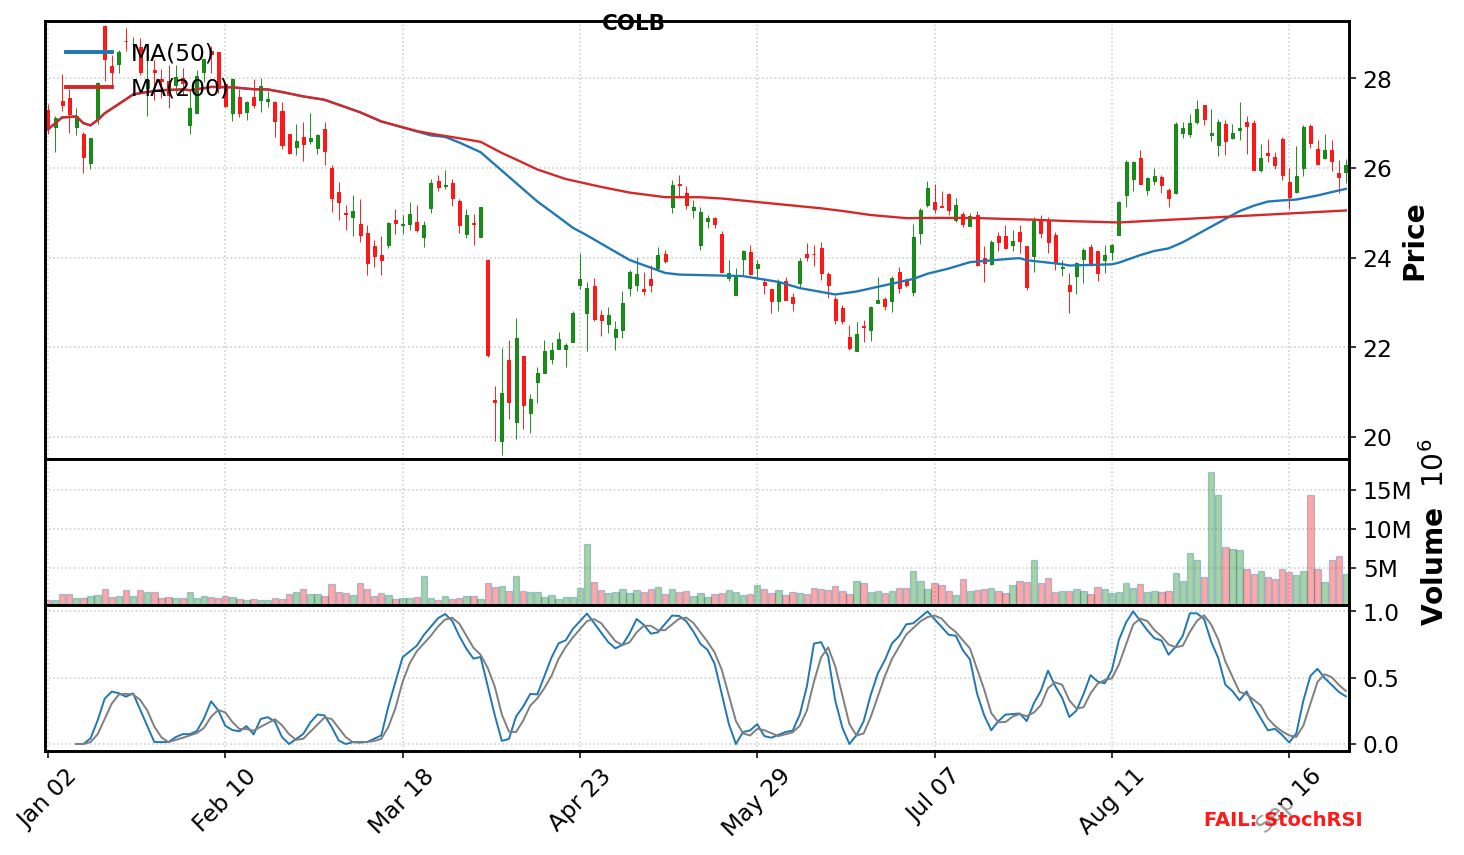 COLB
MA(50)
MA(200)
28
26
24
22
20
Price
15M
10M
5M
Volume 10^6
1.0
0.5
0.0
Jan 02
Feb 10
Mar 18
Apr 23
May 29
Jul 07
Aug 11
Sep 16
FAIL: StochRSI